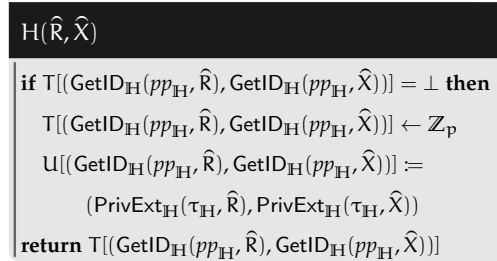 H(R̂, X̂)
if T[(GetID_ℍ(pp_ℍ, R̂), GetID_ℍ(pp_ℍ, X̂))] = ⊥ then
T[(GetID_ℍ(pp_ℍ, R̂), GetID_ℍ(pp_ℍ, X̂))] ← ℤ_p
U[(GetID_ℍ(pp_ℍ, R̂), GetID_ℍ(pp_ℍ, X̂))] :=
(PrivExt_ℍ(τ_ℍ, R̂), PrivExt_ℍ(τ_ℍ, X̂))
return T[(GetID_ℍ(pp_ℍ, R̂), GetID_ℍ(pp_ℍ, X̂))]